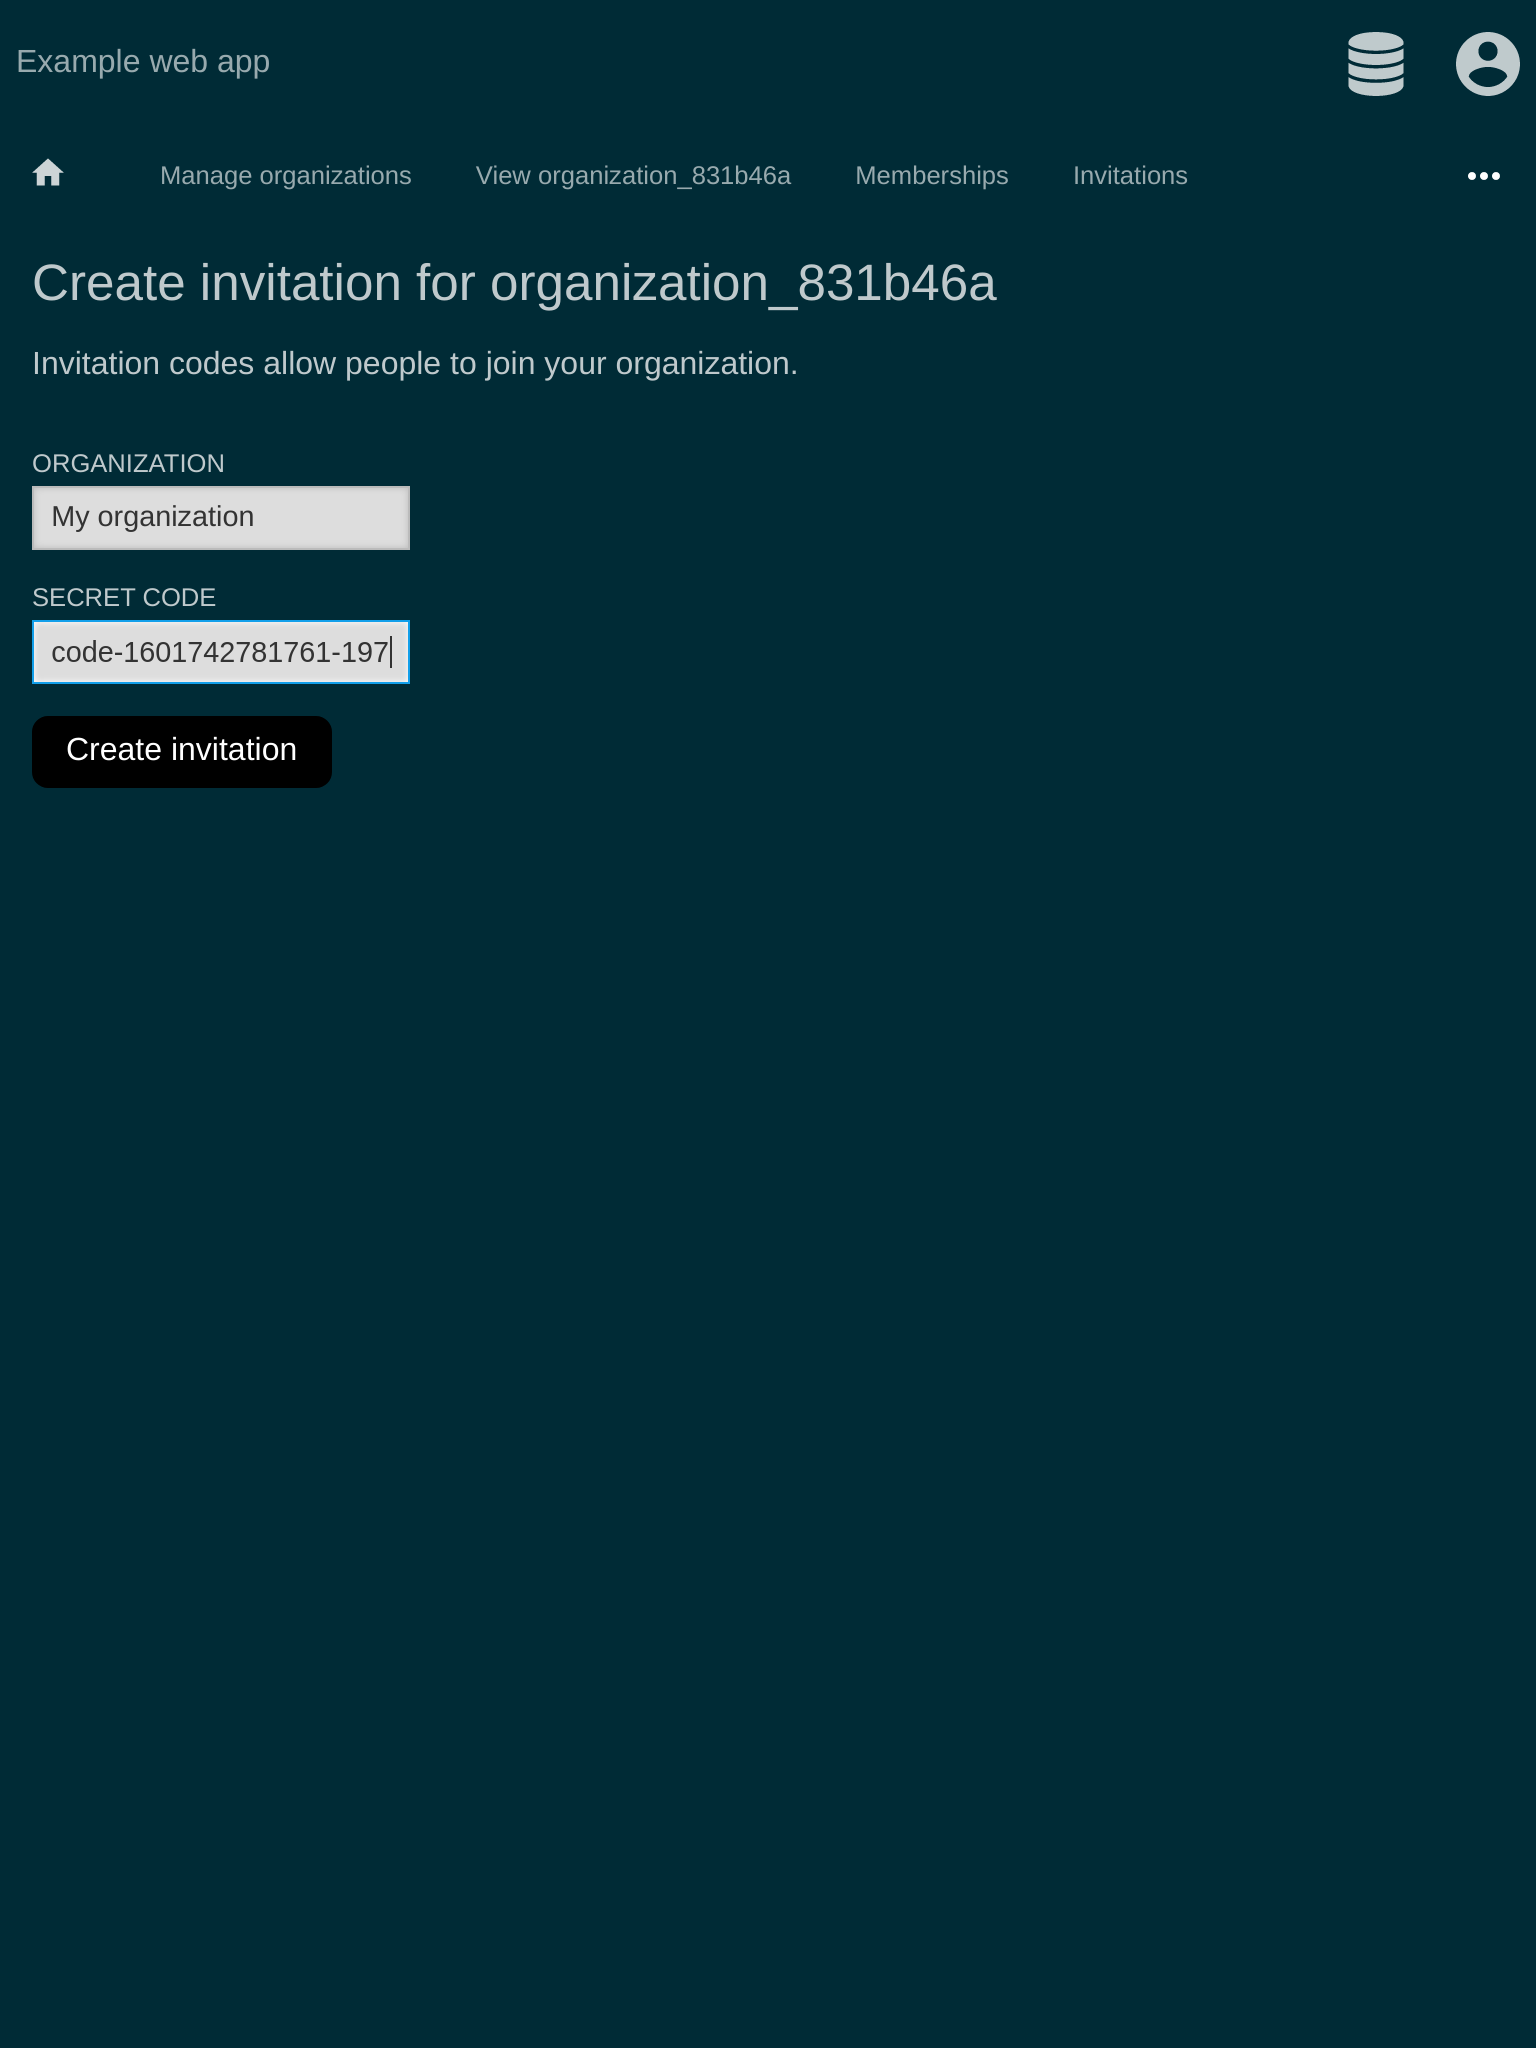 Example web app
Manage organizations View organization_831b46a Memberships Invitations
Create invitation for organization_831b46a
Invitation codes allow people to join your organization.
ORGANIZATION
My organization
SECRET CODE
code-1601742781761-197
Create invitation